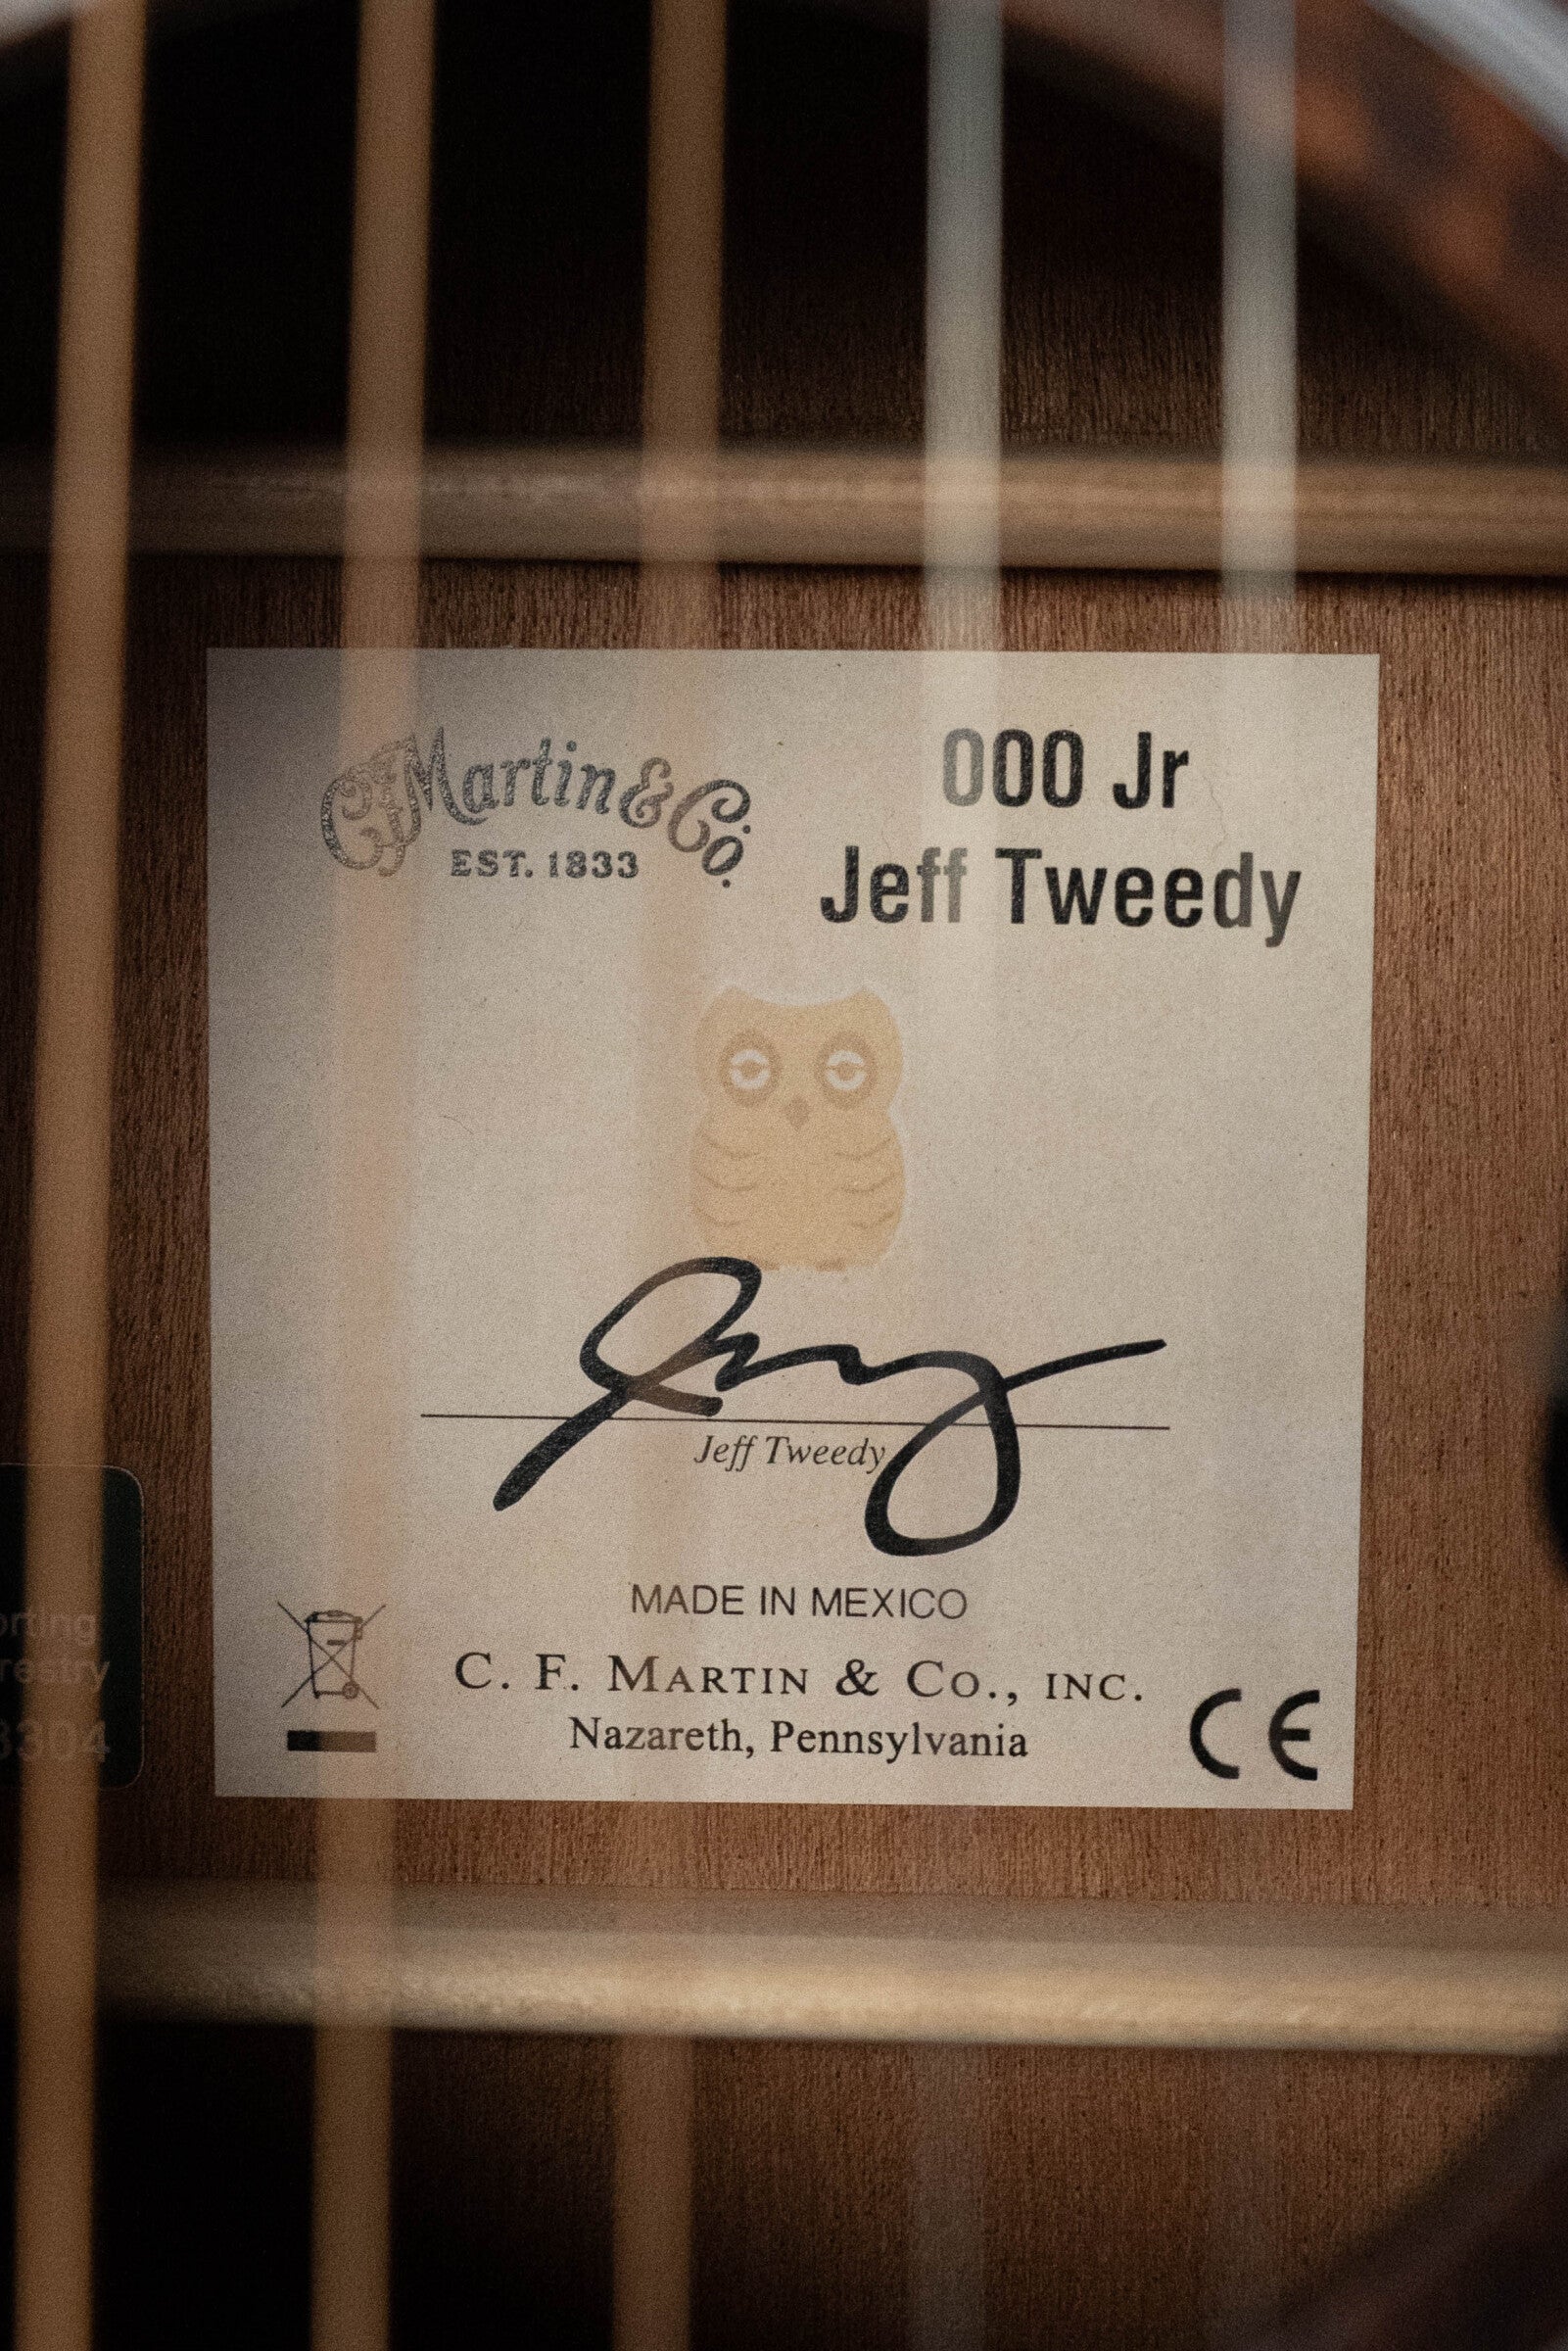 CF Martin & Co.
EST. 1833
000 Jr
Jeff Tweedy
Jeff Tweedy
MADE IN MEXICO
C. F. MARTIN & CO., INC.
Nazareth, Pennsylvania
CE